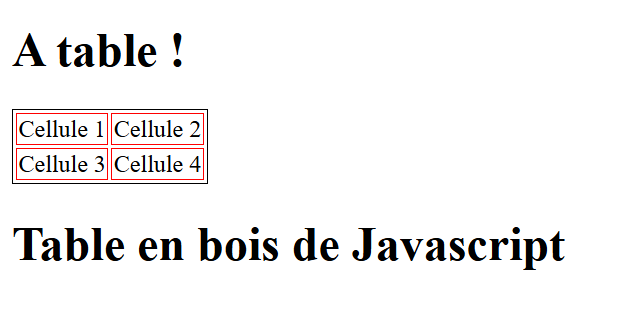 A table !
Cellule 1 Cellule 2
Cellule 3 Cellule 4
Table en bois de Javascript